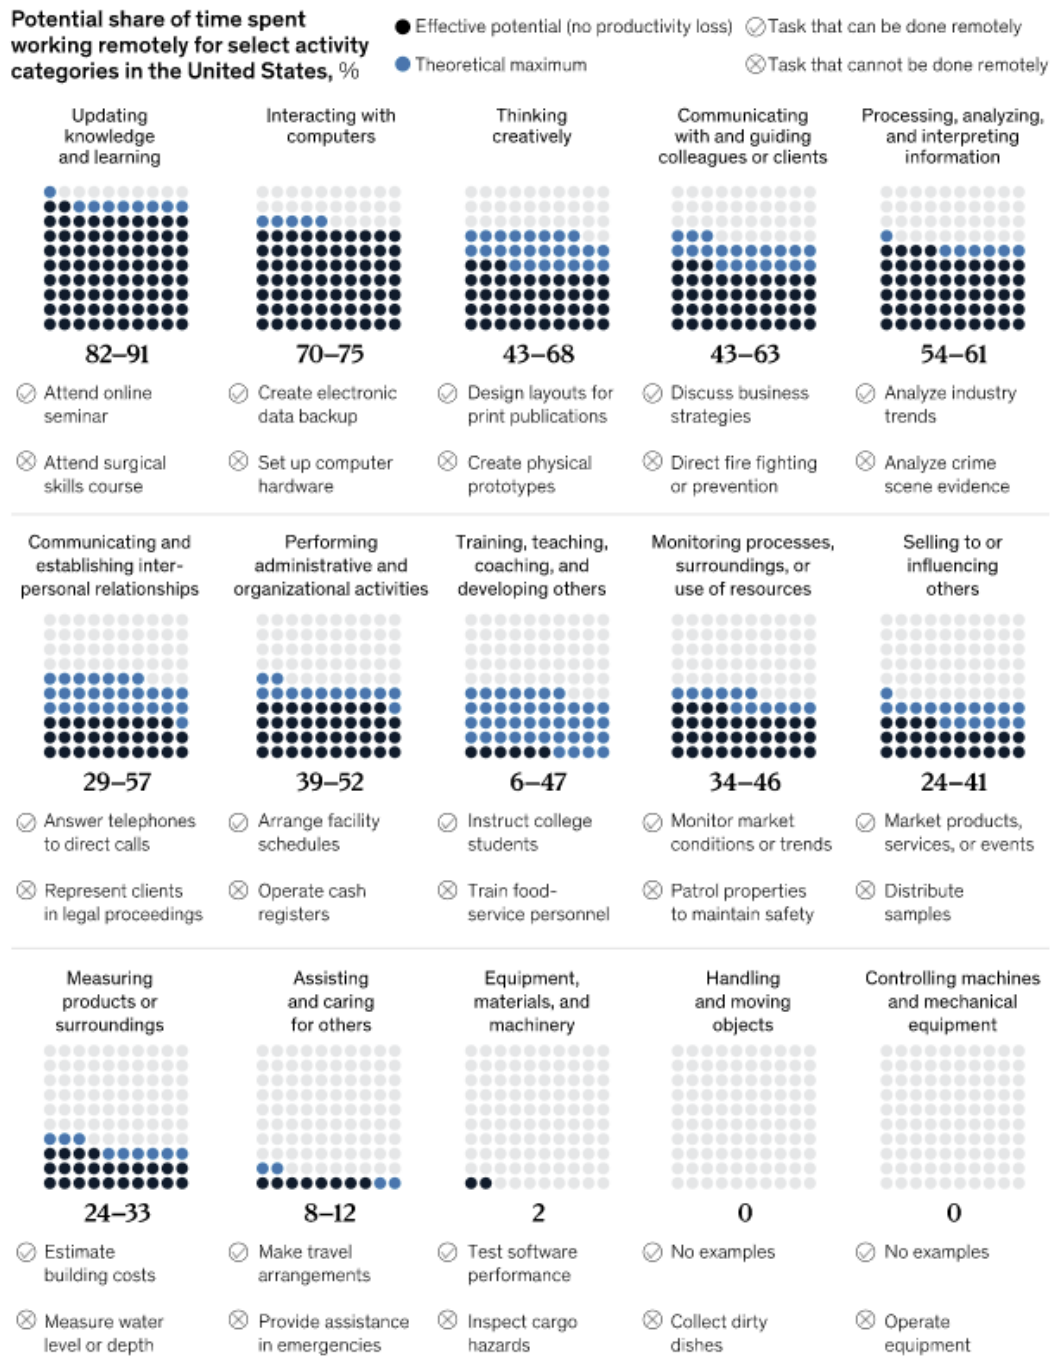 Potential share of time spent
working remotely for select activity
categories in the United States, %
Effective potential (no productivity loss)
Task that can be done remotely
Theoretical maximum
Task that cannot be done remotely
Updating
knowledge
and learning
82–91
Attend online
seminar
Attend surgical
skills course
Interacting with
computers
70–75
Create electronic
data backup
Set up computer
hardware
Thinking
creatively
43–68
Design layouts for
print publications
Create physical
prototypes
Communicating
with and guiding
colleagues or clients
43–63
Discuss business
strategies
Direct fire fighting
or prevention
Processing, analyzing,
and interpreting
information
54–61
Analyze industry
trends
Analyze crime
scene evidence
Communicating and
establishing inter-
personal relationships
29–57
Answer telephones
to direct calls
Represent clients
in legal proceedings
Performing
administrative and
organizational activities
39–52
Arrange facility
schedules
Operate cash
registers
Training, teaching,
coaching, and
developing others
6–47
Instruct college
students
Train food-
service personnel
Monitoring processes,
surroundings, or
use of resources
34–46
Monitor market
conditions or trends
Patrol properties
to maintain safety
Selling to or
influencing
others
24–41
Market products,
services, or events
Distribute
samples
Measuring
products or
surroundings
24–33
Estimate
building costs
Measure water
level or depth
Assisting
and caring
for others
8–12
Make travel
arrangements
Provide assistance
in emergencies
Equipment,
materials, and
machinery
2
Test software
performance
Inspect cargo
hazards
Handling
and moving
objects
0
No examples
Collect dirty
dishes
Controlling machines
and mechanical
equipment
0
No examples
Operate
equipment